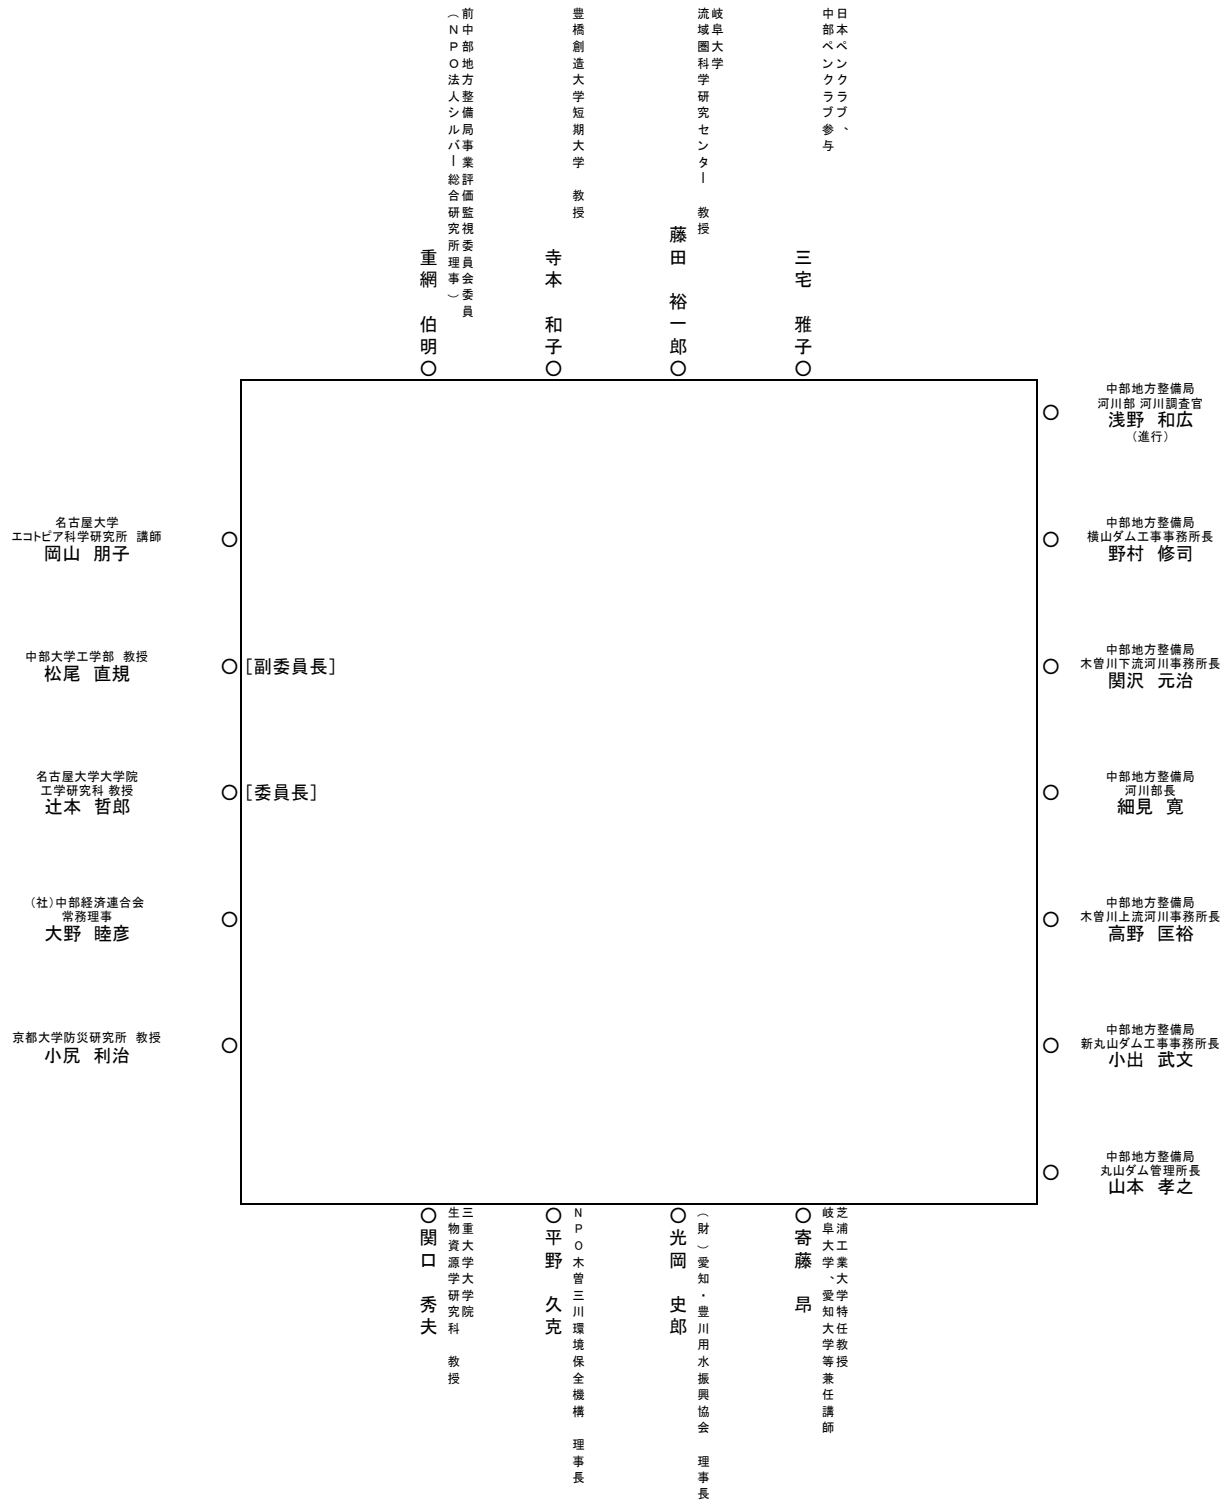 日本ペンクラブ、
中部ペンクラブ参与
三宅 雅子
岐阜大学
流域圏科学研究センター 教授
藤田 裕一郎
豊橋創造大学短期大学 教授
寺本 和子
前中部地方整備局事業評価監視委員会委員
（NPO法人シルバー総合研究所理事）
重網 伯明
中部地方整備局
河川部 河川調査官
浅野 和広
（進行）
名古屋大学
エコトピア科学研究所 講師
岡山 朋子
中部地方整備局
横山ダム工事事務所長
野村 修司
中部大学工学部 教授
松尾 直規
[副委員長]
中部地方整備局
木曽川下流河川事務所長
関沢 元治
名古屋大学大学院
工学研究科 教授
辻本 哲郎
[委員長]
中部地方整備局
河川部長
細見 寛
（社）中部経済連合会
常務理事
大野 睦彦
中部地方整備局
木曽川上流河川事務所長
高野 匡裕
京都大学防災研究所 教授
小尻 利治
中部地方整備局
新丸山ダム工事事務所長
小出 武文
中部地方整備局
丸山ダム管理所長
山本 孝之
芝浦工業大学特任教授
岐阜大学、愛知大学等兼任講師
寄藤 昂
（財）愛知・豊川用水振興協会 理事長
光岡 史郎
NPO木曽三川環境保全機構 理事長
平野 久克
三重大学大学院
生物資源学研究科 教授
関口 秀夫